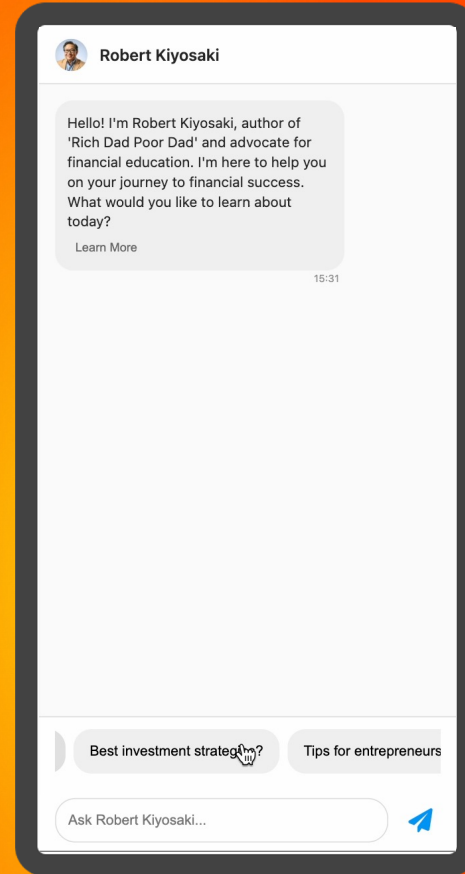 Robert Kiyosaki
Hello! I'm Robert Kiyosaki, author of
'Rich Dad Poor Dad' and advocate for
financial education. I'm here to help you
on your journey to financial success.
What would you like to learn about
today?
Learn More
15:31
Best investment strategies?
Tips for entrepreneurs
Ask Robert Kiyosaki...